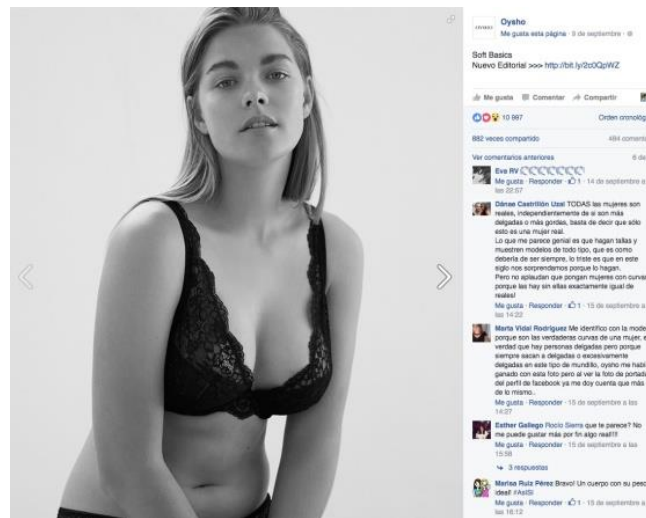 Oysho
Me gusta esta página · 9 de septiembre ·
Soft Basics
Nuevo Editorial >>> http://bit.ly/2c0QpWZ
Me gusta Comentar Compartir
10 997 Orden cronológ
882 veces compartido 484 coment
Ver comentarios anteriores 6 de
Eva RV
Me gusta · Responder · 1 · 14 de septiembre a
las 22:57
Dánae Castrillón Uzal TODAS las mujeres son
reales, independientemente de si son más
delgadas o más gordas, basta de decir que sólo
esto es una mujer real.
Lo que me parece genial es que hagan tallas y
muestren modelos de todo tipo, que es como
debería de ser siempre, lo triste es que en este
siglo nos sorprendamos porque lo hagan.
Pero no aplaudan que pongan mujeres con curvas
porque las hay sin ellas exactamente igual de
reales!
Me gusta · Responder · 1 · 15 de septiembre a
las 14:22
Marta Vidal Rodríguez Me identifico con la mode
porque son las verdaderas curvas de una mujer, e
verdad que hay personas delgadas pero porque
siempre sacan a delgadas o excesivamente
delgadas en este tipo de mundillo, oysho me habí
ganado con esta foto pero al ver la foto de portada
del perfil de facebook ya me doy cuenta que más
de lo mismo..
Me gusta · Responder · 15 de septiembre a las
14:27
Esther Gallego Rocío Sierra que te parece? No
me puede gustar más por fin algo real!!!!
Me gusta · Responder · 15 de septiembre a las
15:58
3 respuestas
Marisa Ruiz Pérez Bravo! Un cuerpo con su peso
ideal! #AsíSí
Me gusta · Responder · 1 · 15 de septiembre a
las 16:12